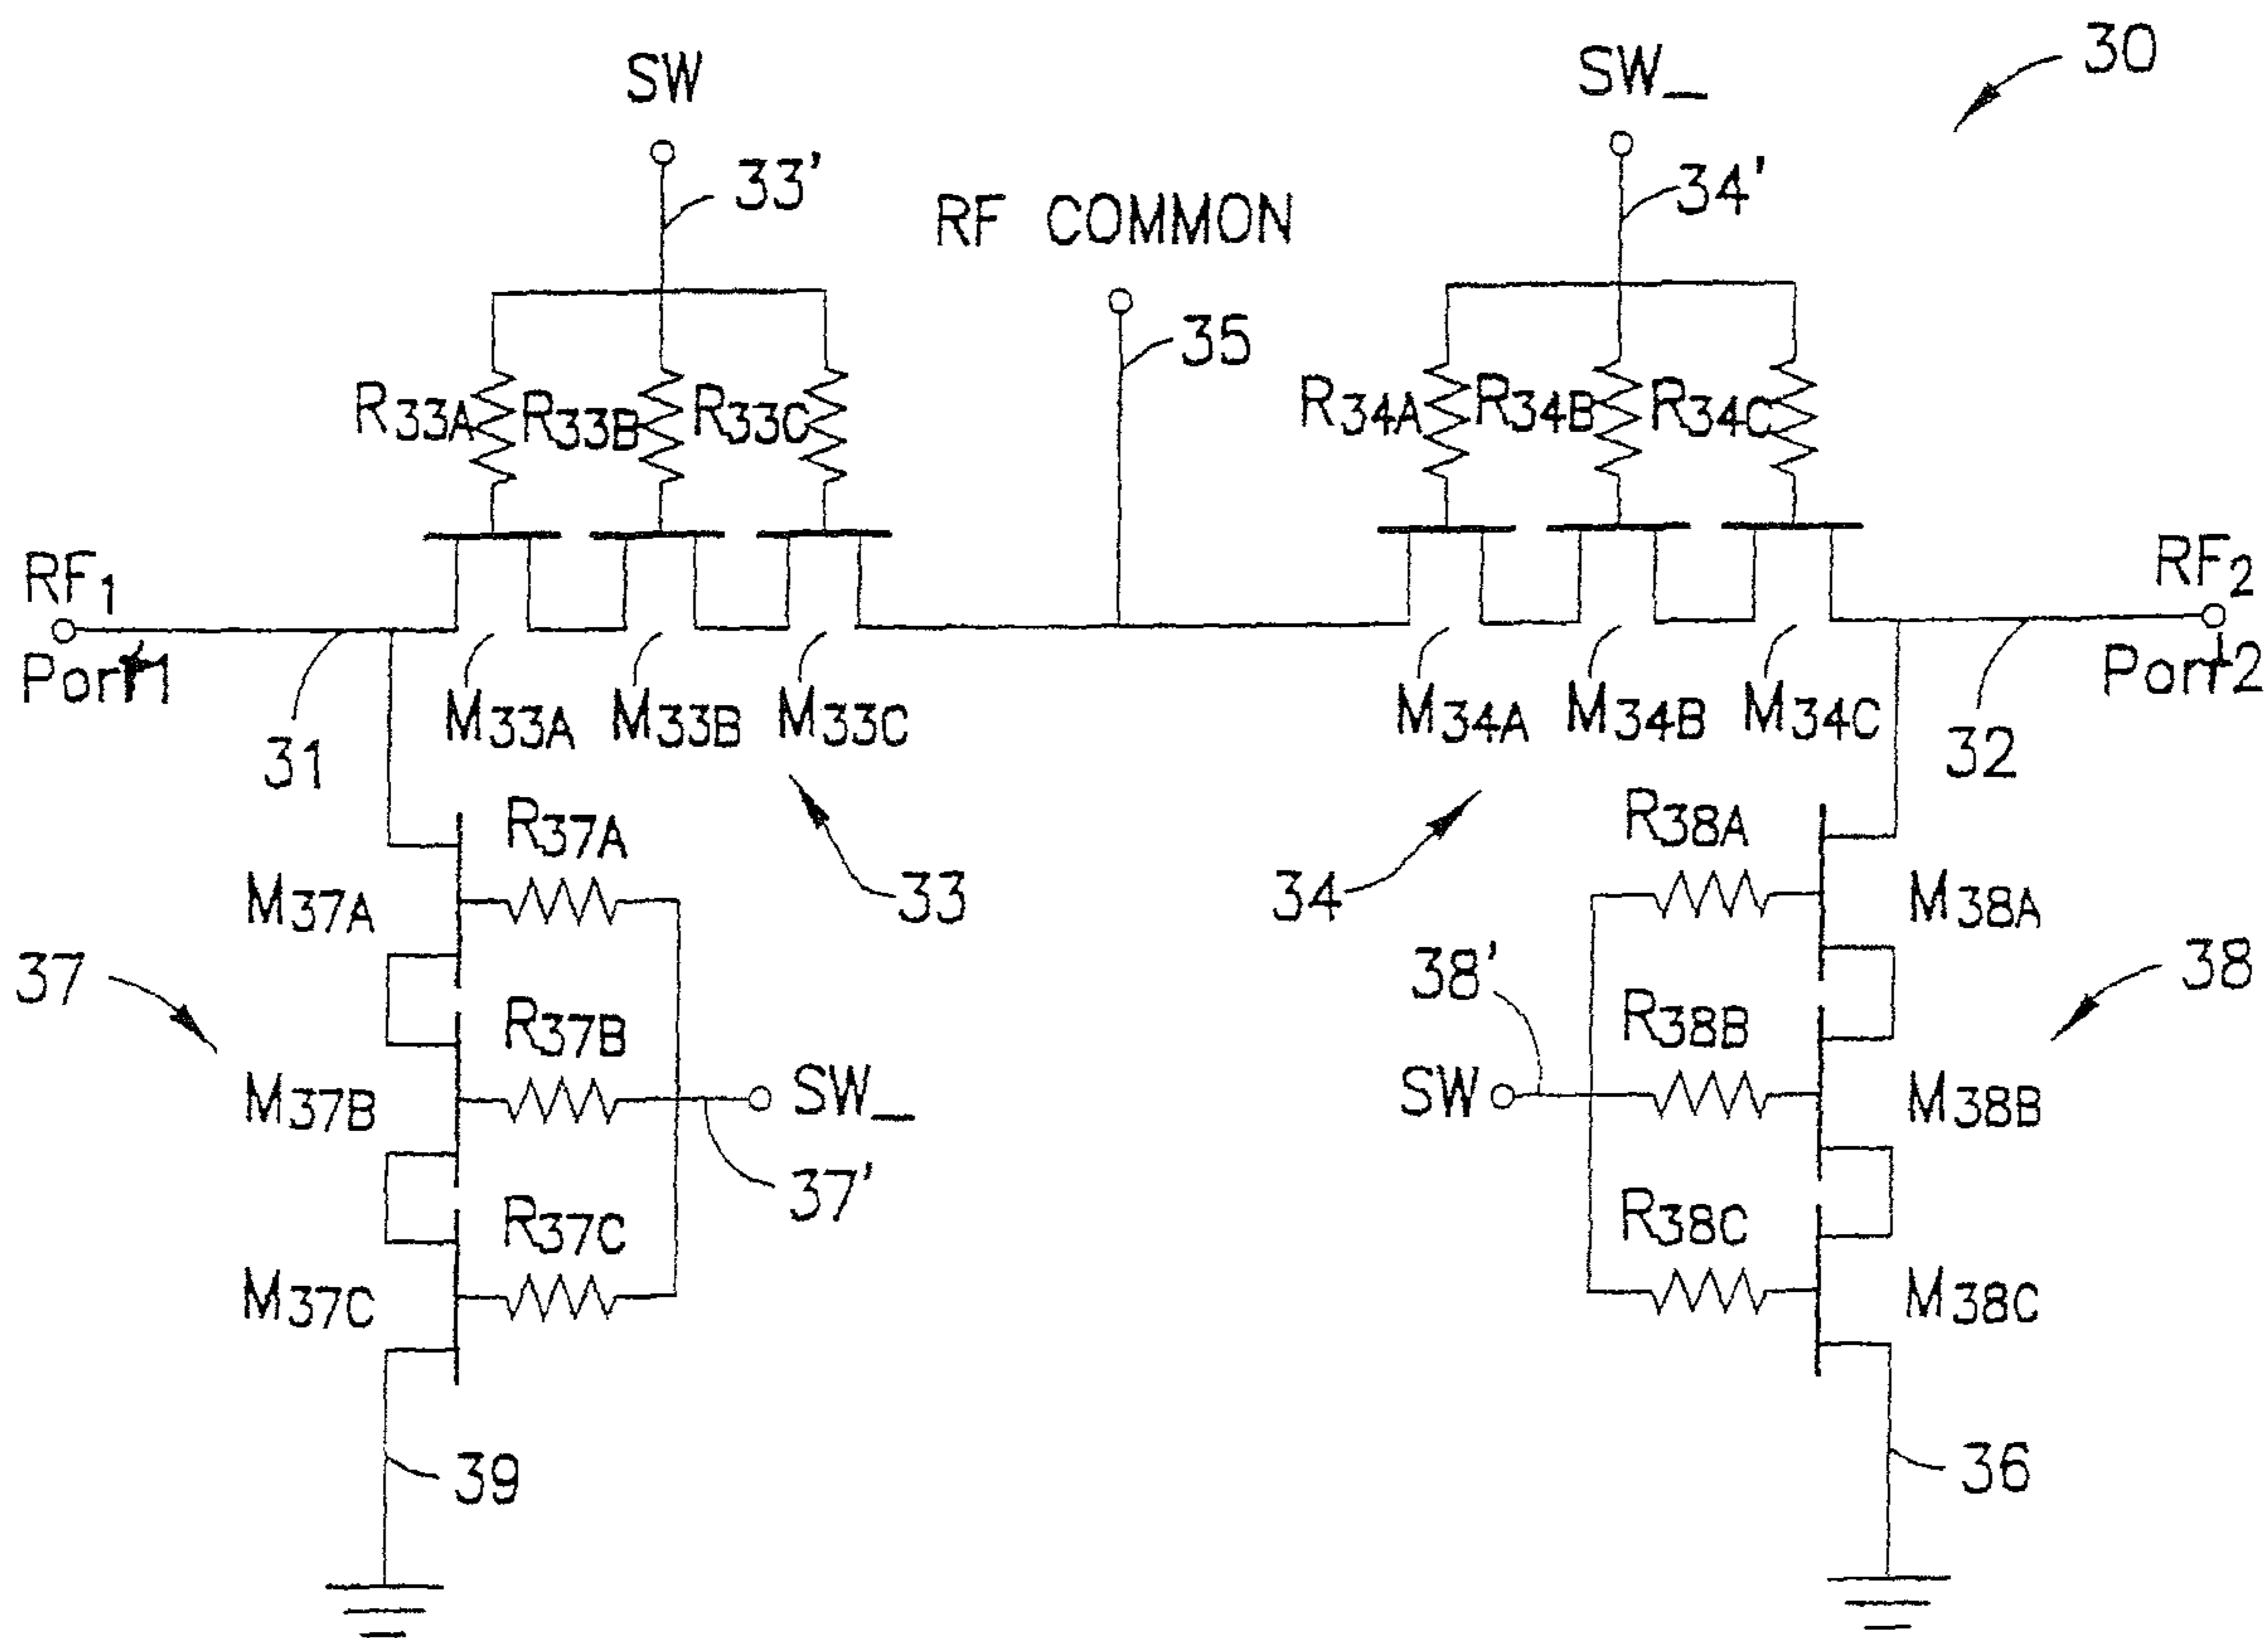 30
SW
SW_
33'
34'
RF COMMON
35
R33A
R33B
R33C
R34A
R34B
R34C
RF1
Port1
RF2
Port2
M33A
M33B
M33C
M34A
M34B
M34C
31
32
33
34
R37A
R38A
M37A
M38A
37
38
38'
R37B
R38B
M37B
SW_
SW
M38B
37'
R37C
R38C
M37C
M38C
39
36